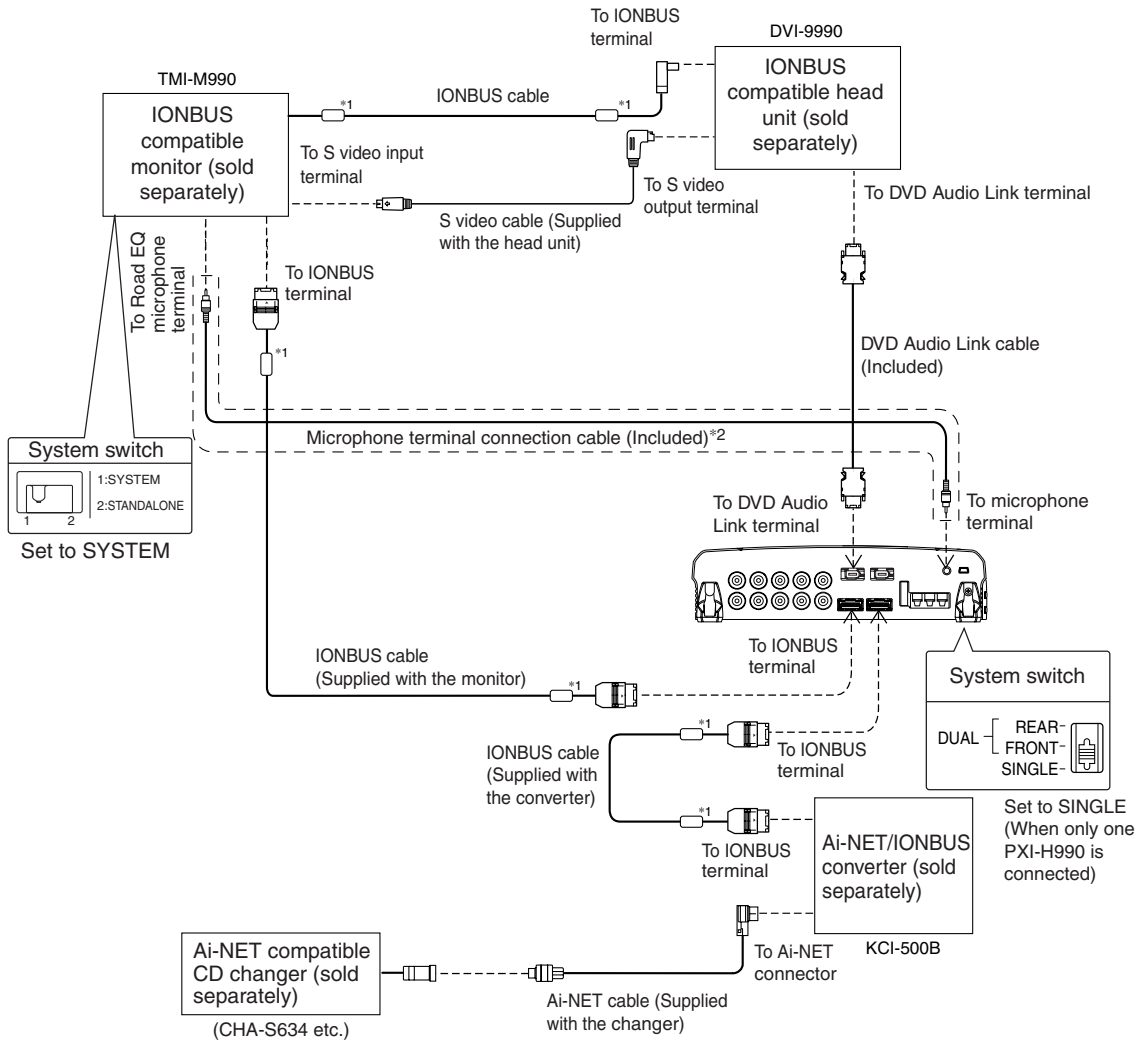 To IONBUS
terminal
DVI-9990
IONBUS
compatible head
unit (sold
separately)
TMI-M990
IONBUS
compatible
monitor (sold
separately)
*1
IONBUS cable
*1
To S video input
terminal
To S video
output terminal
S video cable (Supplied
with the head unit)
To DVD Audio Link terminal
To Road EQ
microphone
terminal
To IONBUS
terminal
*1
DVD Audio Link cable
(Included)
Microphone terminal connection cable (Included)*2
System switch
1:SYSTEM
2:STANDALONE
1 2
Set to SYSTEM
To DVD Audio
Link terminal
To microphone
terminal
IONBUS cable
(Supplied with the monitor)
*1
To IONBUS
terminal
System switch
DUAL
REAR
FRONT
SINGLE
Set to SINGLE
(When only one
PXI-H990 is
connected)
IONBUS cable
(Supplied with
the converter)
*1
To IONBUS
terminal
*1
To IONBUS
terminal
Ai-NET/IONBUS
converter (sold
separately)
KCI-500B
To Ai-NET
connector
Ai-NET compatible
CD changer (sold
separately)
(CHA-S634 etc.)
Ai-NET cable (Supplied
with the changer)